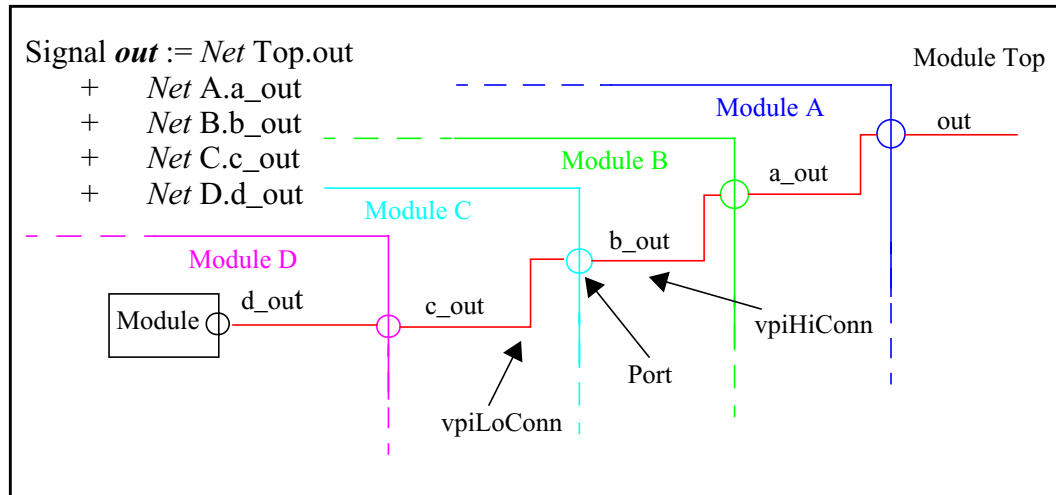 Signal out := Net Top.out
+ Net A.a_out
+ Net B.b_out
+ Net C.c_out
+ Net D.d_out
Module Top
Module A
out
Module B
a_out
Module C
b_out
Module D
d_out
c_out
Module
vpiHiConn
Port
vpiLoConn